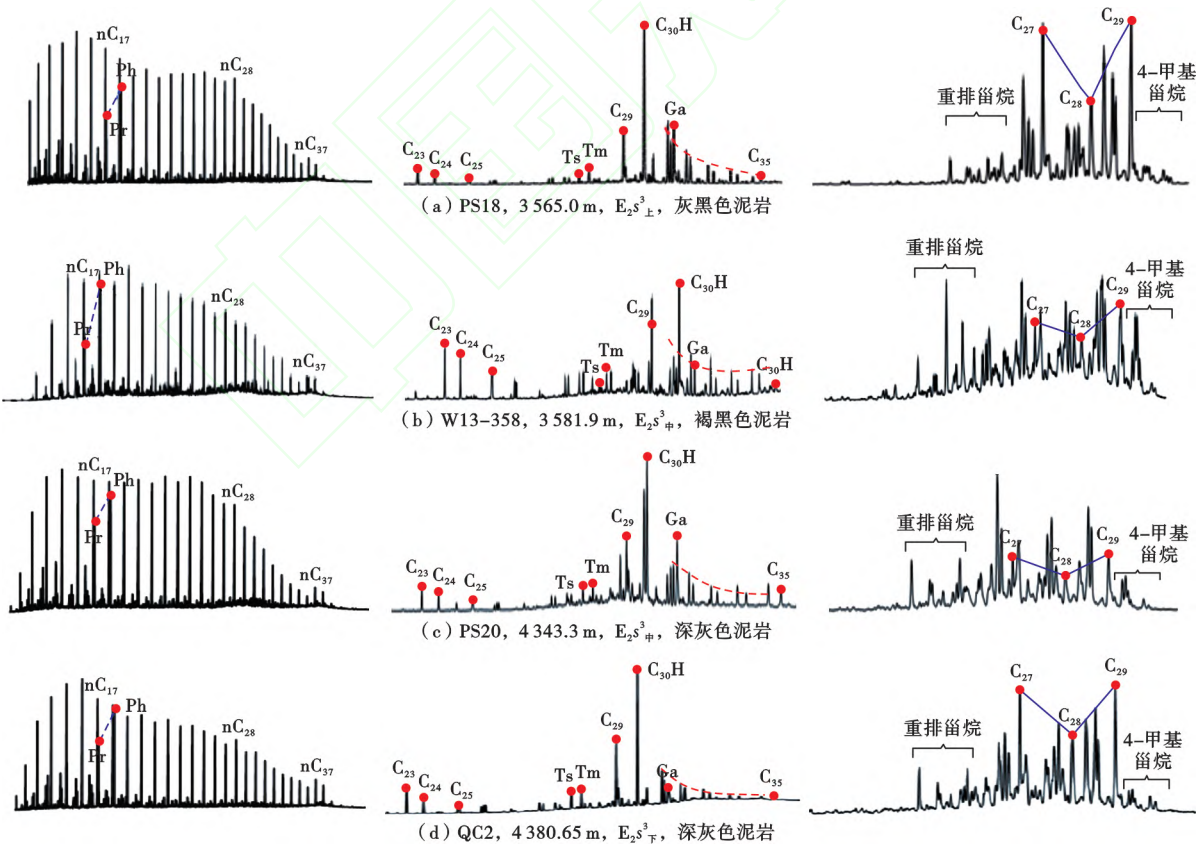 nC₁₇
Ph
Pr
nC₂₈
nC₃₇
C₂₃
C₂₄
C₂₅
Ts
Tm
C₂₉
C₃₀H
Ga
C₃₅
重排甾烷
C₂₇
C₂₈
C₂₉
4-甲基
甾烷
(a) PS18, 3 565.0 m, E₂s³上, 灰黑色泥岩
nC₁₇
Ph
Pr
nC₂₈
nC₃₇
C₂₃
C₂₄
C₂₅
Ts
Tm
C₂₉
C₃₀H
Ga
C₃₀H
重排甾烷
C₂₇
C₂₈
C₂₉
4-甲基
甾烷
(b) W13-358, 3 581.9 m, E₂s³中, 褐黑色泥岩
nC₁₇
Ph
Pr
nC₂₈
nC₃₇
C₂₃
C₂₄
C₂₅
Ts
Tm
C₂₉
C₃₀H
Ga
C₃₅
重排甾烷
C₂₇
C₂₈
C₂₉
4-甲基
甾烷
(c) PS20, 4 343.3 m, E₂s³中, 深灰色泥岩
nC₁₇
Ph
Pr
nC₂₈
nC₃₇
C₂₃
C₂₄
C₂₅
Ts
Tm
C₂₉
C₃₀H
Ga
C₃₅
重排甾烷
C₂₇
C₂₈
C₂₉
4-甲基
甾烷
(d) QC2, 4 380.65 m, E₂s³下, 深灰色泥岩